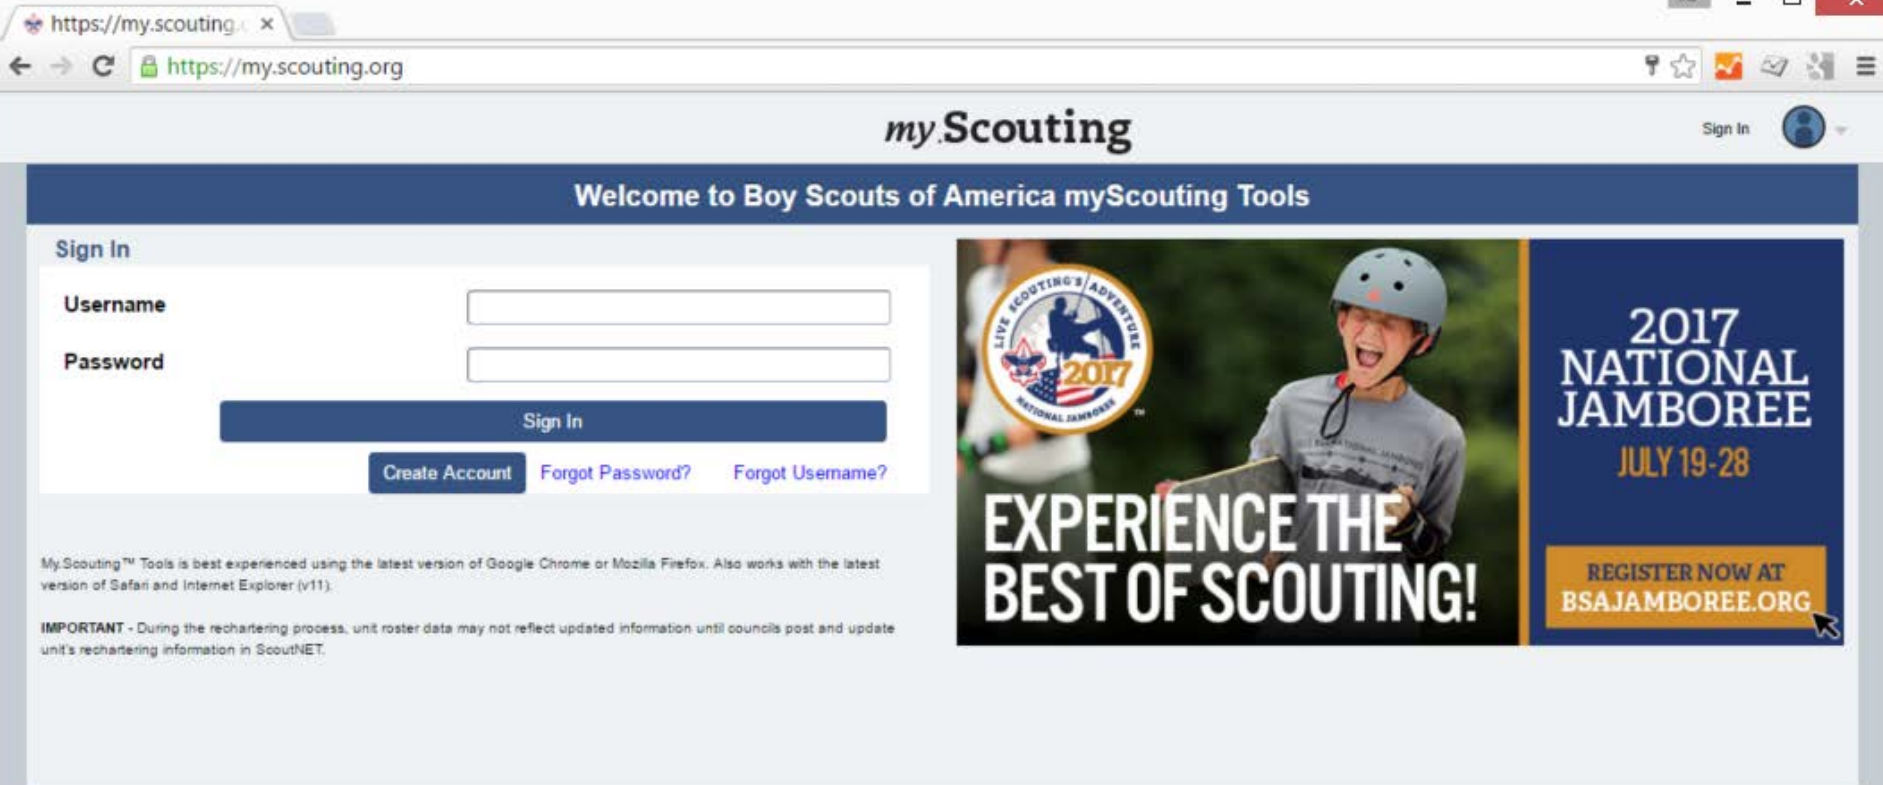 https://my.scouting.
https://my.scouting.org
my.Scouting
Sign In
Welcome to Boy Scouts of America myScouting Tools
Sign In
Username
Password
Sign In
Create Account
Forgot Password?
Forgot Username?
My.Scouting™ Tools is best experienced using the latest version of Google Chrome or Mozilla Firefox. Also works with the latest
version of Safari and Internet Explorer (v11).
IMPORTANT - During the rechartering process, unit roster data may not reflect updated information until councils post and update
unit's rechartering information in ScoutNET.
LIVE SCOUTING'S ADVENTURE
2017
NATIONAL JAMBOREE
TM
EXPERIENCE THE
BEST OF SCOUTING!
2017
NATIONAL
JAMBOREE
JULY 19-28
REGISTER NOW AT
BSAJAMBOREE.ORG